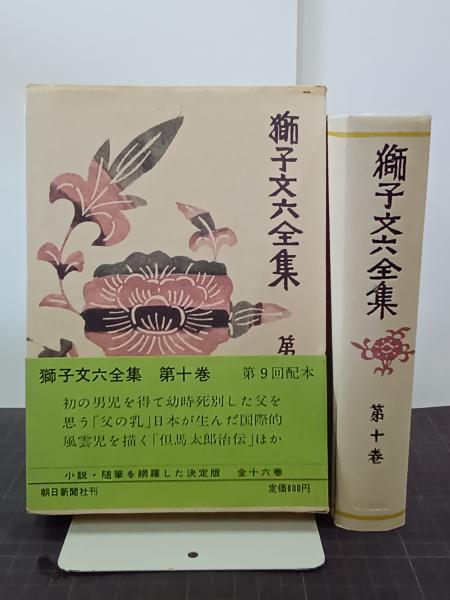 獅子文六全集
第
獅子文六全集 第十巻 第9回配本
初の男児を得て幼時死別した父を
思う「父の乳」日本が生んだ国際的
風雲児を描く「但馬太郎治伝」ほか
小説・随筆を網羅した決定版 全十六巻
朝日新聞社刊 定価800円
獅子文六全集
第十巻